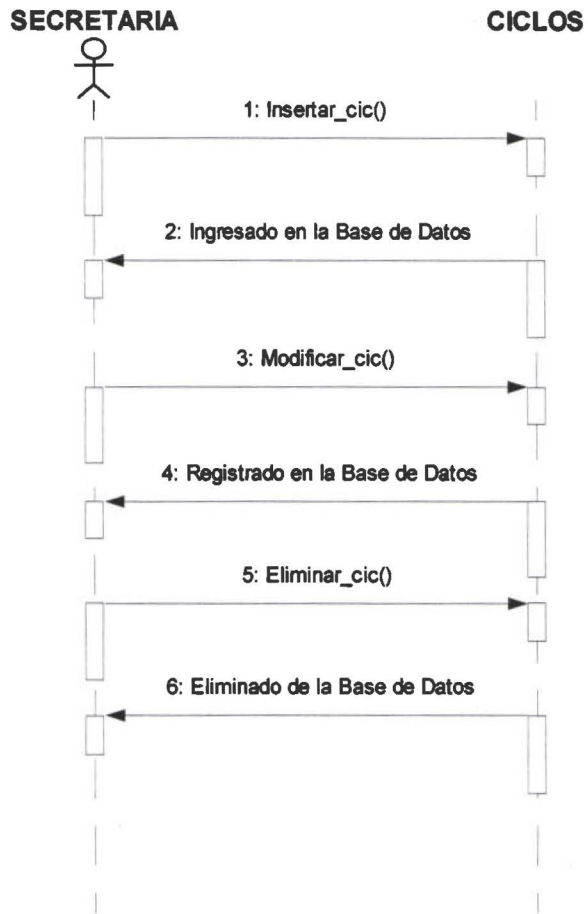 SECRETARIA
CICLOS
1: Insertar_cic()
2: Ingresado en la Base de Datos
3: Modificar_cic()
4: Registrado en la Base de Datos
5: Eliminar_cic()
6: Eliminado de la Base de Datos